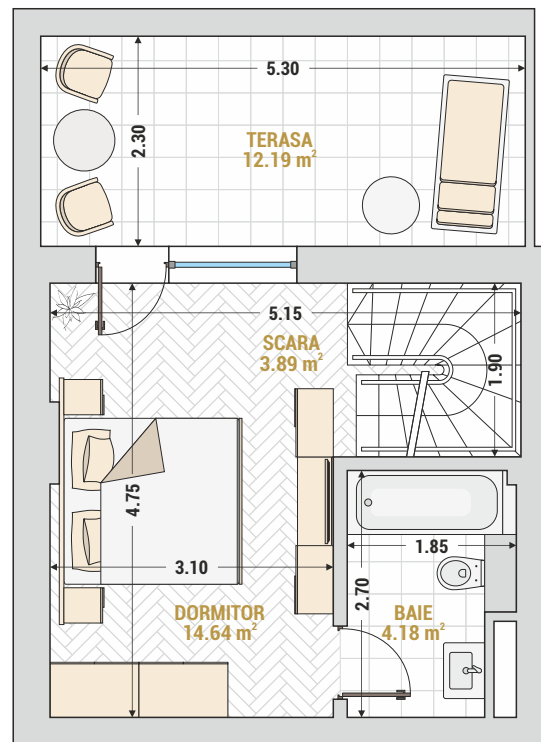 5.30
2.30
TERASA
12.19 m²
5.15
SCARA
3.89 m²
1.90
4.75
3.10
1.85
2.70
DORMITOR
14.64 m²
BAIE
4.18 m²